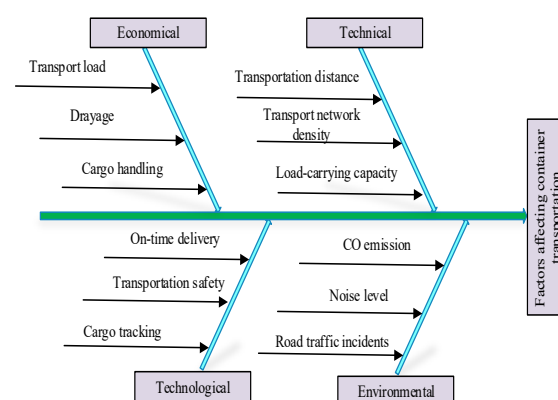 Economical
Technical
Transport load
Drayage
Cargo handling
Transportation distance
Transport network
density
Load-carrying capacity
Factors affecting container
transportation
On-time delivery
Transportation safety
Cargo tracking
CO emission
Noise level
Road traffic incidents
Technological
Environmental